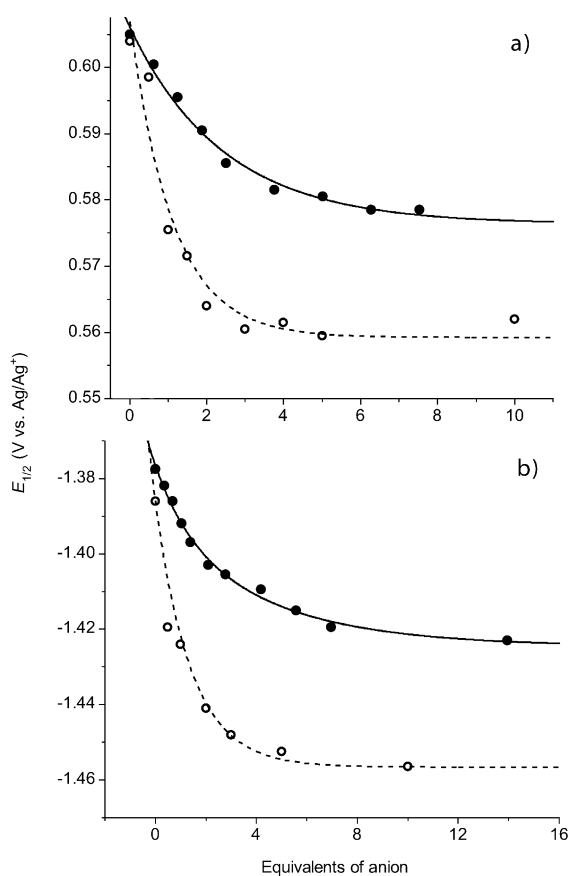 a)
0.60
0.59
0.58
0.57
0.56
0.55
0 2 4 6 8 10
E1/2 (V vs. Ag/Ag+)
b)
-1.38
-1.40
-1.42
-1.44
-1.46
0 4 8 12 16
Equivalents of anion